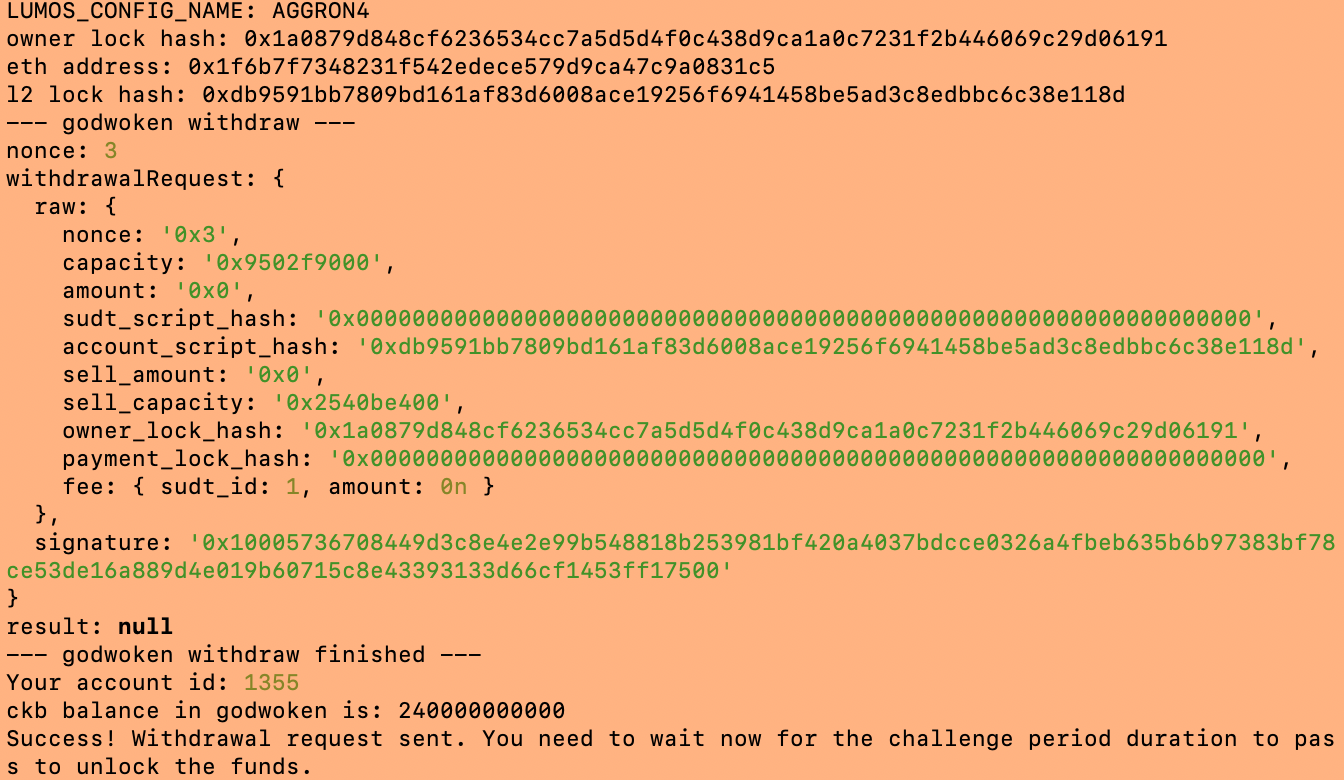 LUMOS_CONFIG_NAME: AGGRON4
owner lock hash: 0x1a0879d848cf6236534cc7a5d5d4f0c438d9ca1a0c7231f2b446069c29d06191
eth address: 0x1f6b7f7348231f542edece579d9ca47c9a0831c5
l2 lock hash: 0xdb9591bb7809bd161af83d6008ace19256f6941458be5ad3c8edbbc6c38e118d
--- godwoken withdraw ---
nonce: 3
withdrawalRequest: {
  raw: {
    nonce: '0x3',
    capacity: '0x9502f9000',
    amount: '0x0',
    sudt_script_hash: '0x0000000000000000000000000000000000000000000000000000000000000000',
    account_script_hash: '0xdb9591bb7809bd161af83d6008ace19256f6941458be5ad3c8edbbc6c38e118d',
    sell_amount: '0x0',
    sell_capacity: '0x2540be400',
    owner_lock_hash: '0x1a0879d848cf6236534cc7a5d5d4f0c438d9ca1a0c7231f2b446069c29d06191',
    payment_lock_hash: '0x0000000000000000000000000000000000000000000000000000000000000000',
    fee: { sudt_id: 1, amount: 0n }
  },
  signature: '0x10005736708449d3c8e4e2e99b548818b253981bf420a4037bdcce0326a4fbeb635b6b97383bf78
ce53de16a889d4e019b60715c8e43393133d66cf1453ff17500'
}
result: null
--- godwoken withdraw finished ---
Your account id: 1355
ckb balance in godwoken is: 240000000000
Success! Withdrawal request sent. You need to wait now for the challenge period duration to pas
s to unlock the funds.